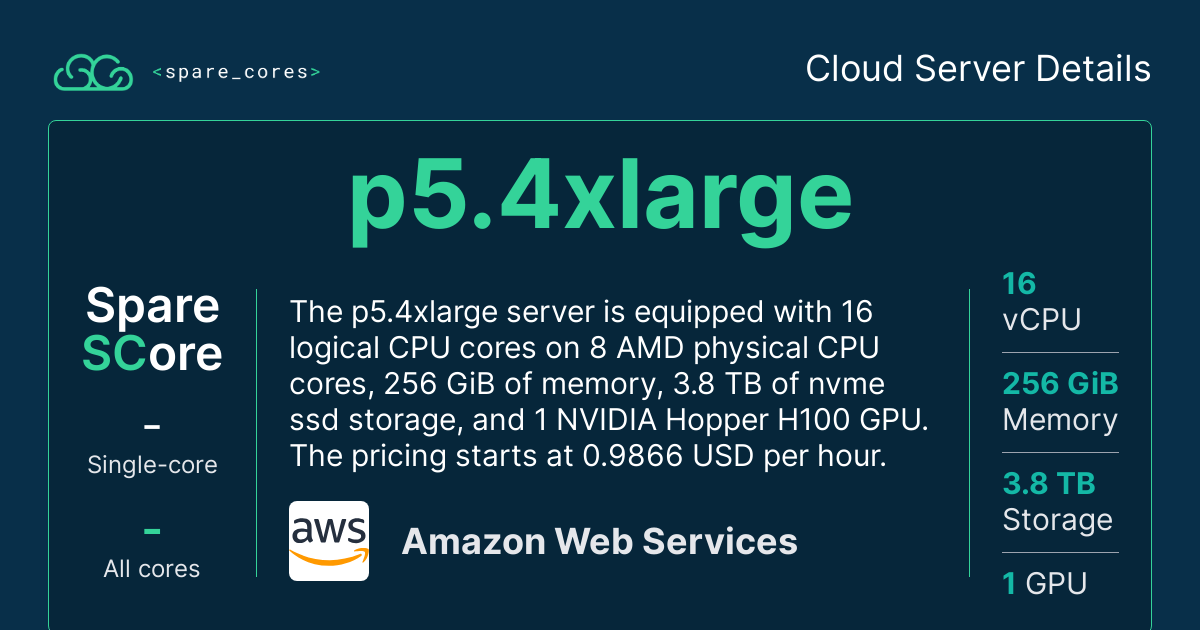 <spare_cores>
Cloud Server Details
p5.4xlarge
Spare
SCore
–
Single-core
–
All cores
The p5.4xlarge server is equipped with 16
logical CPU cores on 8 AMD physical CPU
cores, 256 GiB of memory, 3.8 TB of nvme
ssd storage, and 1 NVIDIA Hopper H100 GPU.
The pricing starts at 0.9866 USD per hour.
aws
Amazon Web Services
16
vCPU
256 GiB
Memory
3.8 TB
Storage
1 GPU